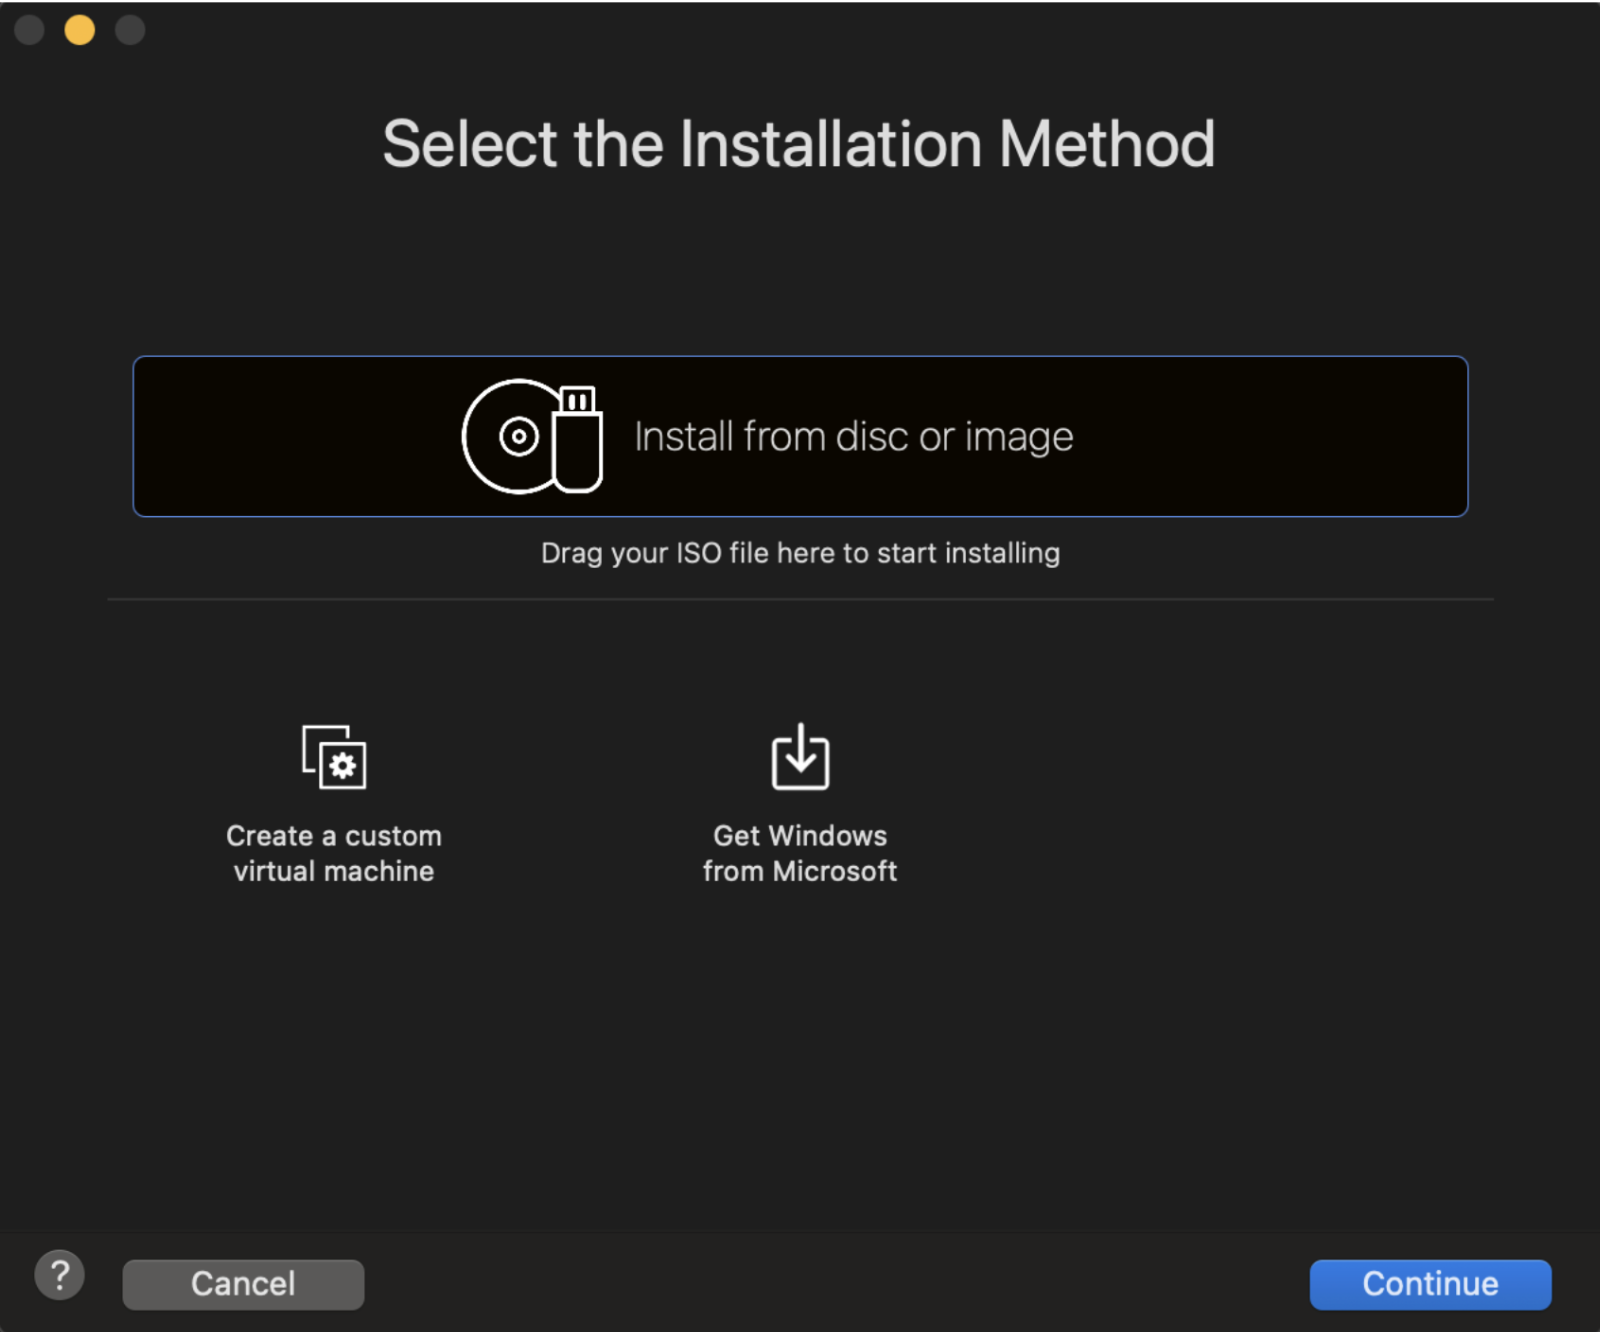 Select the Installation Method
Install from disc or image
Drag your ISO file here to start installing
Create a custom
virtual machine
Get Windows
from Microsoft
?
Cancel
Continue